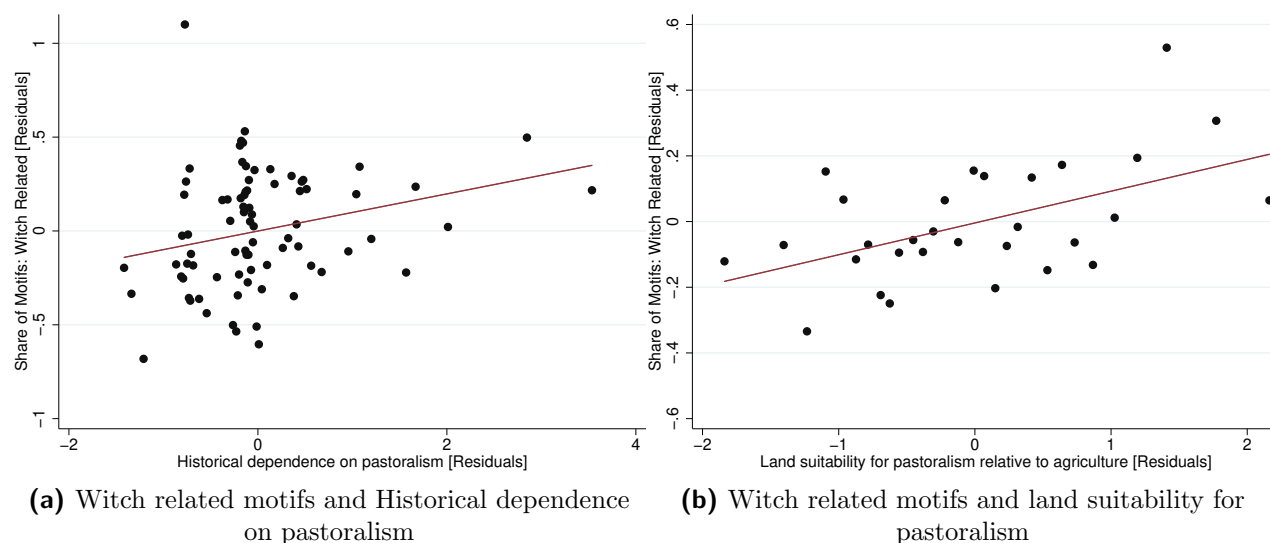 Share of Motifs: Witch Related [Residuals]
1
.5
0
-.5
-1
-2
0
2
4
Historical dependence on pastoralism [Residuals]
(a) Witch related motifs and Historical dependence
on pastoralism
Share of Motifs: Witch Related [Residuals]
.6
.4
.2
0
-.2
-.4
-.6
-2
-1
0
1
2
Land suitability for pastoralism relative to agriculture [Residuals]
(b) Witch related motifs and land suitability for
pastoralism